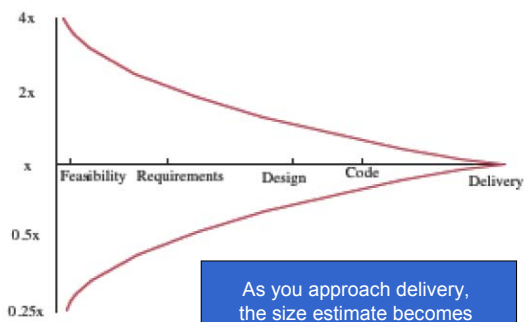 4x
2x
x
Feasibility Requirements Design Code Delivery
0.5x
0.25x
As you approach delivery,
the size estimate becomes